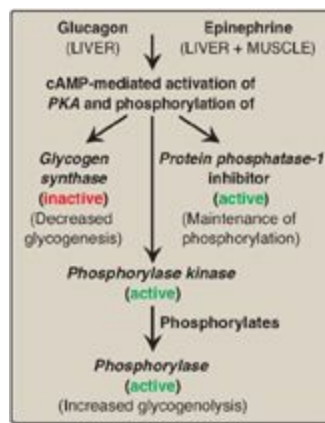 Glucagon Epinephrine
(LIVER) (LIVER + MUSCLE)
cAMP-mediated activation of
PKA and phosphorylation of
Glycogen Protein phosphatase-1
synthase inhibitor
(inactive) (active)
(Decreased (Maintenance of
glycogenesis) phosphorylation)
Phosphorylase kinase
(active)
Phosphorylates
Phosphorylase
(active)
(Increased glycogenolysis)